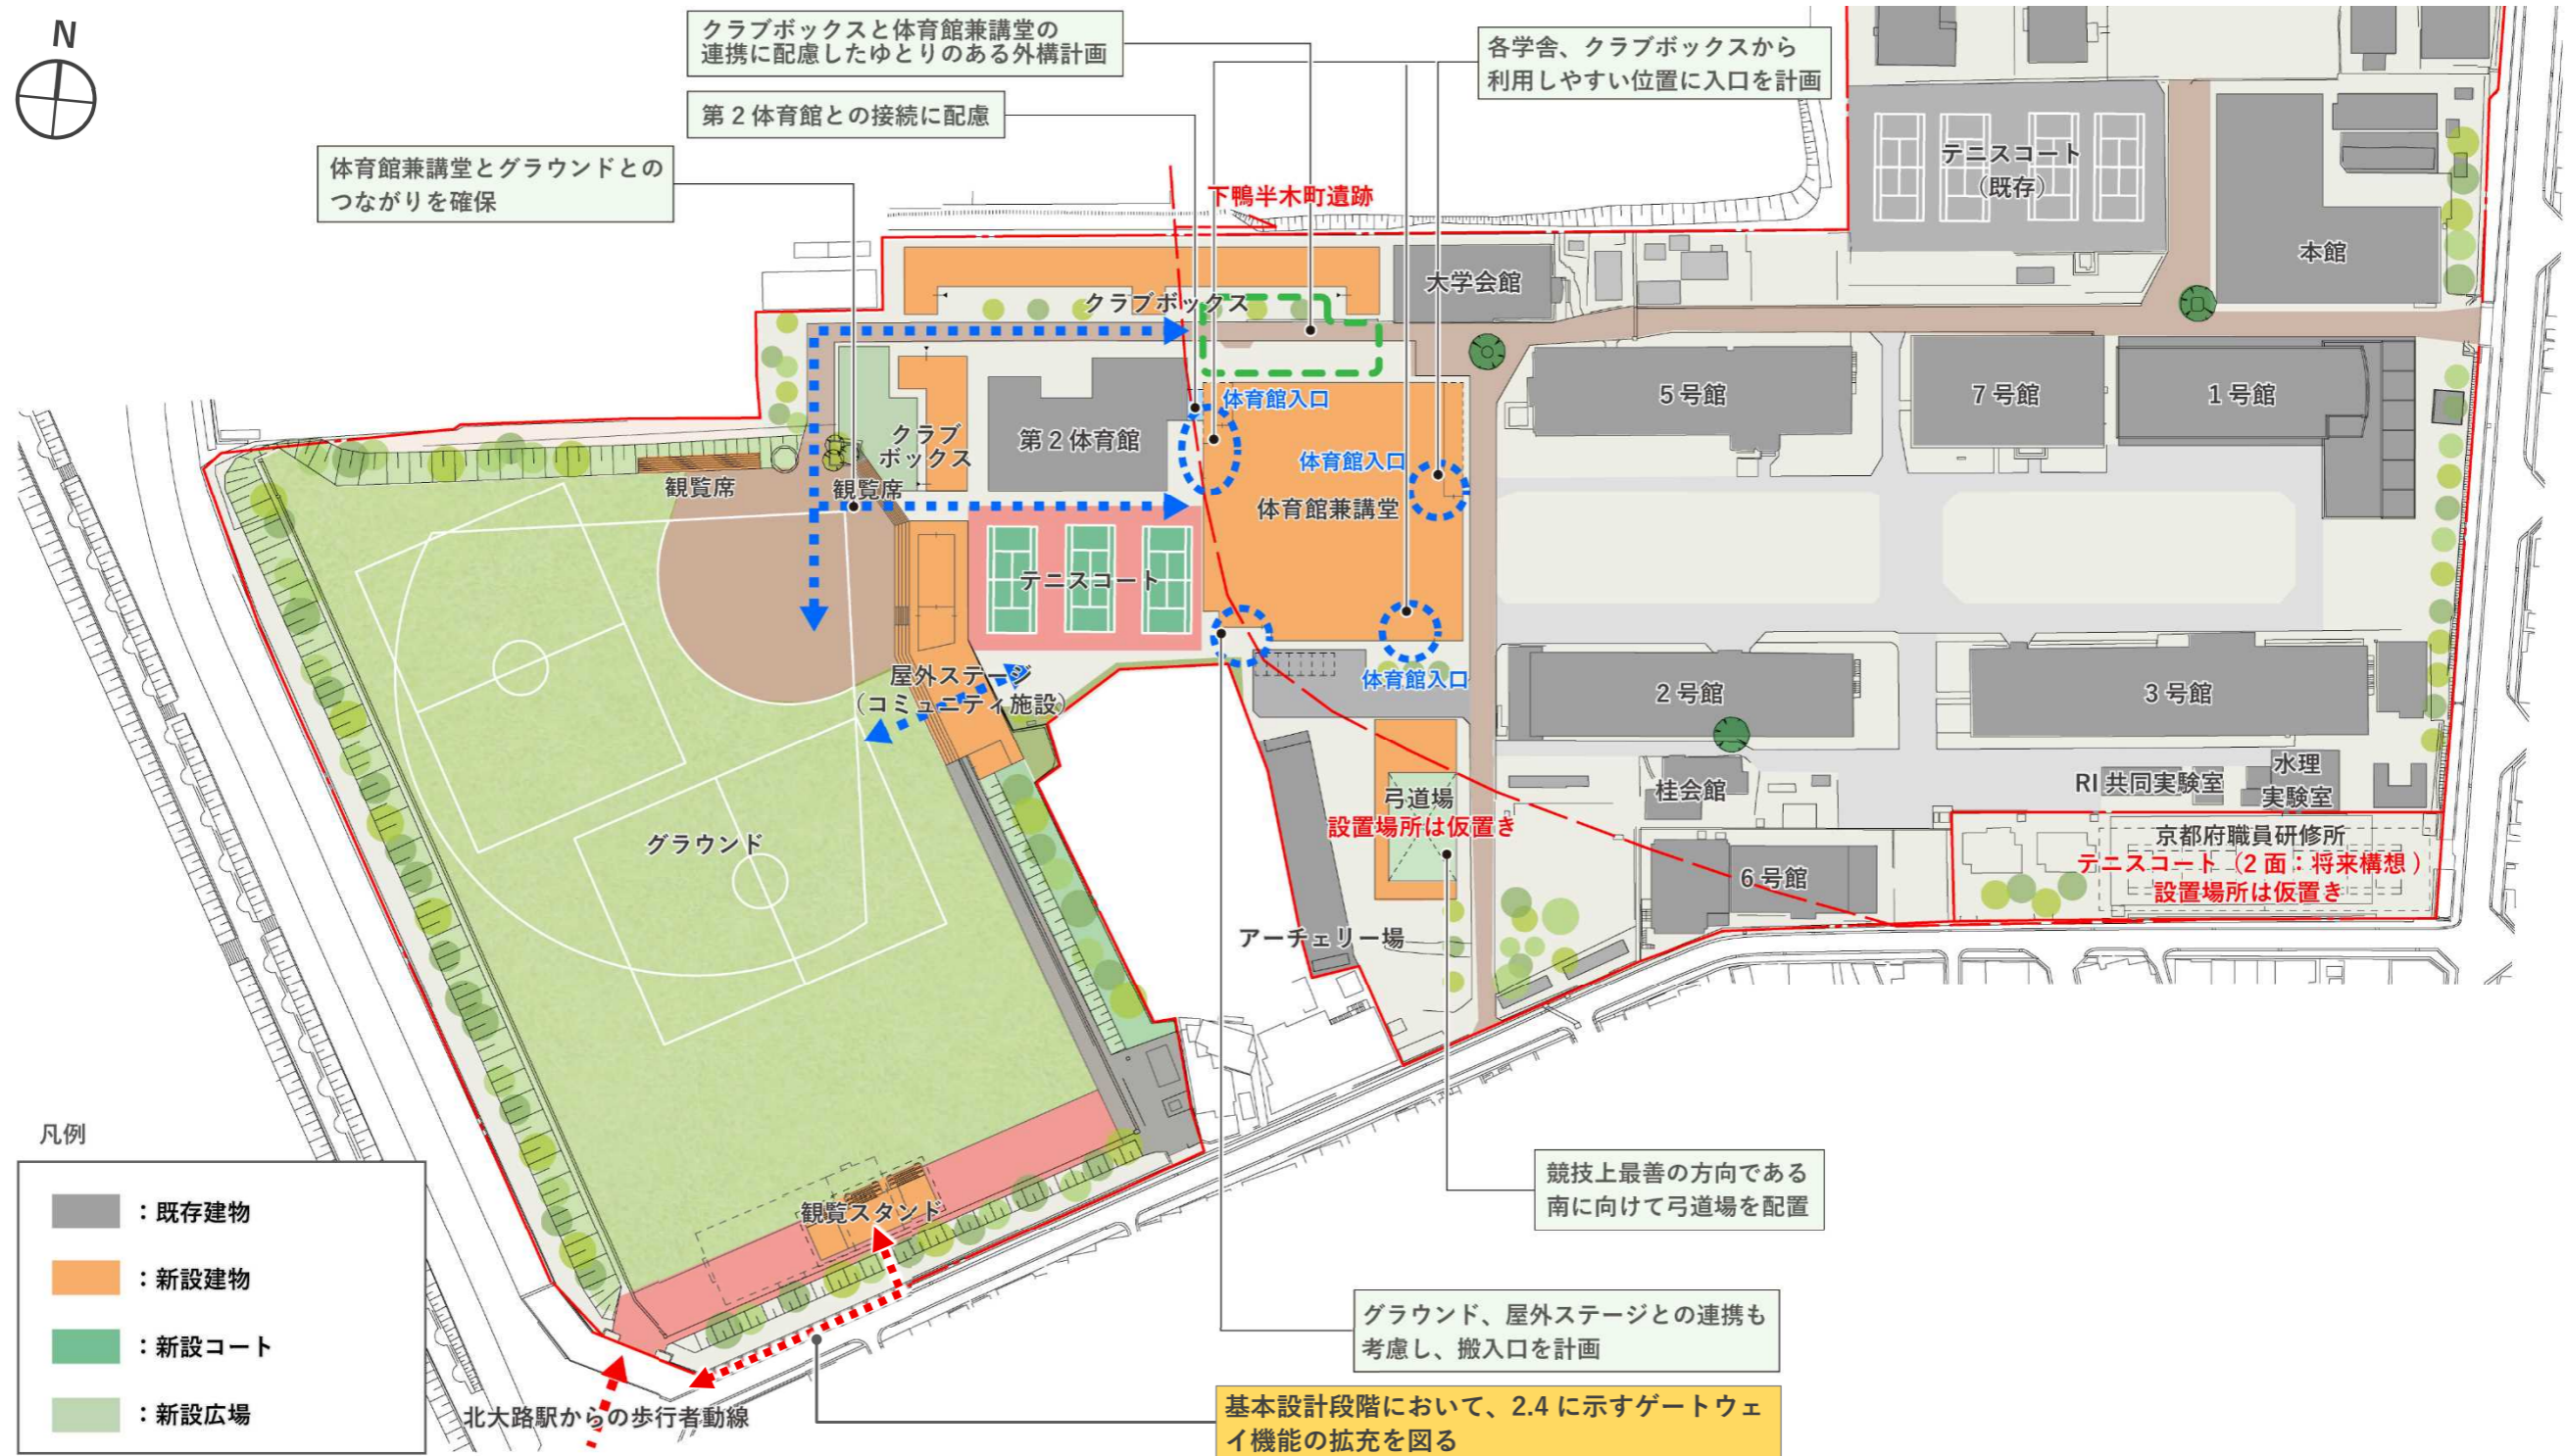 N
クラブボックスと体育館兼講堂の
連携に配慮したゆとりのある外構計画
各学舎、クラブボックスから
利用しやすい位置に入口を計画
第２体育館との接続に配慮
体育館兼講堂とグラウンドとの
つながりを確保
下鴨半木町遺跡
テニスコート
（既存）
本館
大学会館
クラブボックス
体育館入口
5号館
7号館
1号館
クラブ
ボックス
第２体育館
体育館入口
観覧席
観覧席
体育館兼講堂
テニスコート
屋外ステージ
（コミュニティ施設）
体育館入口
2号館
3号館
弓道場
設置場所は仮置き
桂会館
RI共同実験室
水理
実験室
グラウンド
6号館
京都府職員研修所
テニスコート（2面：将来構想）
設置場所は仮置き
アーチェリー場
凡例
：既存建物
：新設建物
：新設コート
：新設広場
観覧スタンド
競技上最善の方向である
南に向けて弓道場を配置
グラウンド、屋外ステージとの連携も
考慮し、搬入口を計画
北大路駅からの歩行者動線
基本設計段階において、2.4に示すゲートウェ
イ機能の拡充を図る